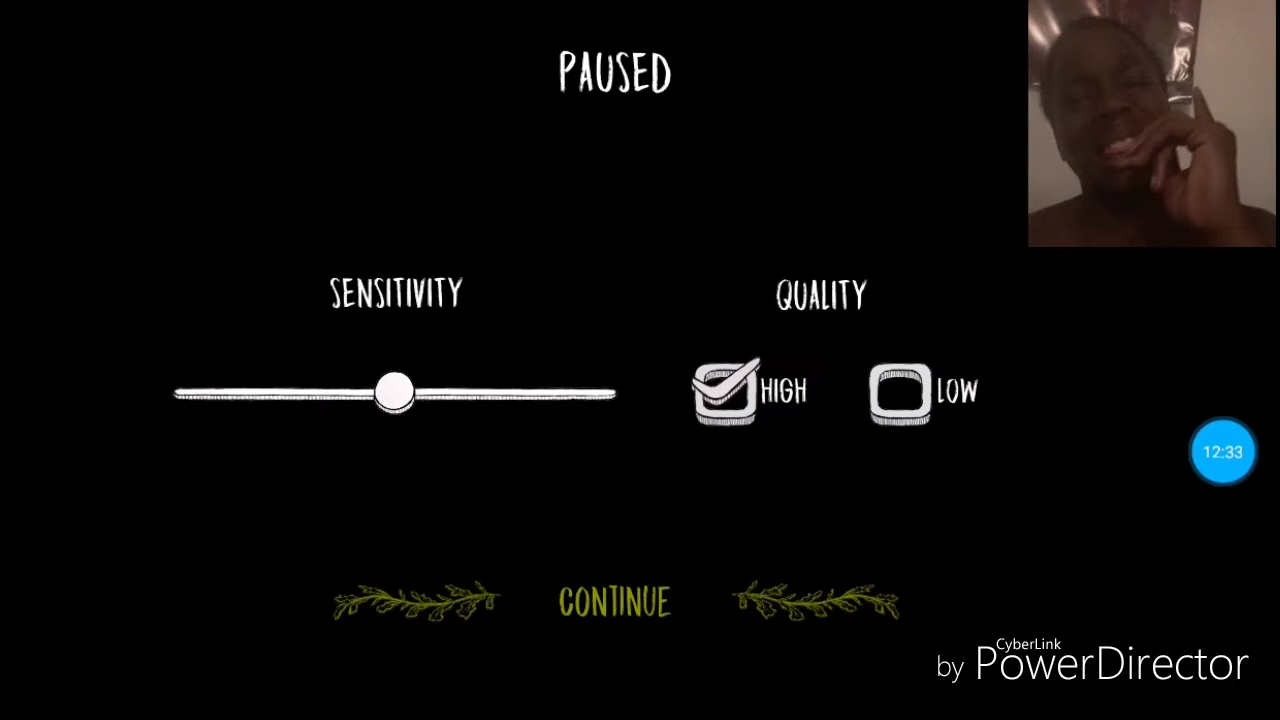 PAUSED
SENSITIVITY
QUALITY
HIGH
LOW
12:33
CONTINUE
CyberLink
by PowerDirector